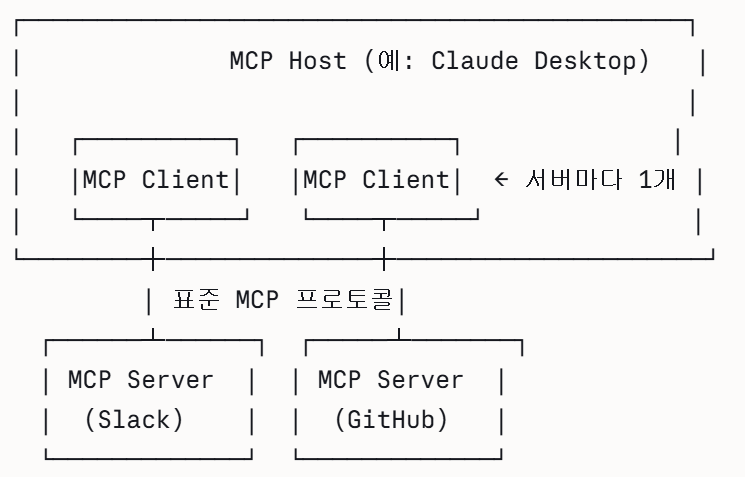 MCP Host (예: Claude Desktop)
MCP Client MCP Client ← 서버마다 1개
표준 MCP 프로토콜
MCP Server MCP Server
(Slack) (GitHub)